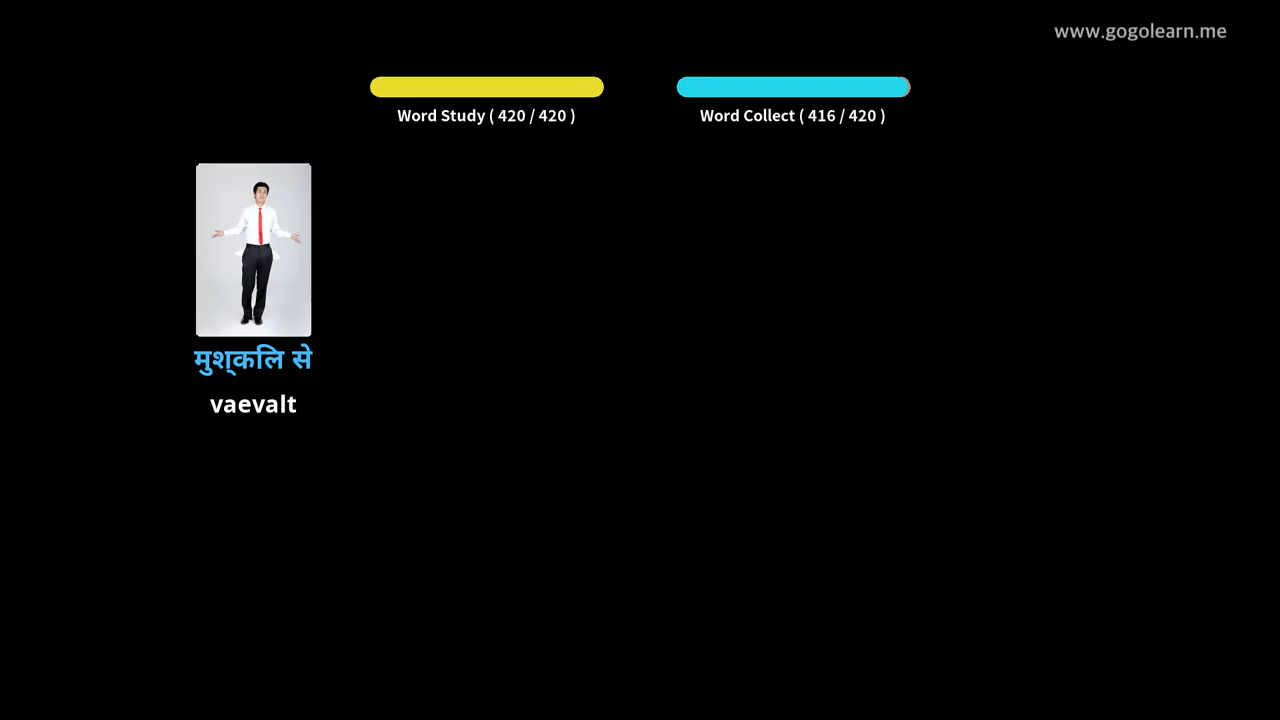 www.gogolearn.me
Word Study ( 420 / 420 )
Word Collect ( 416 / 420 )
मुश्कलि से
vaevalt